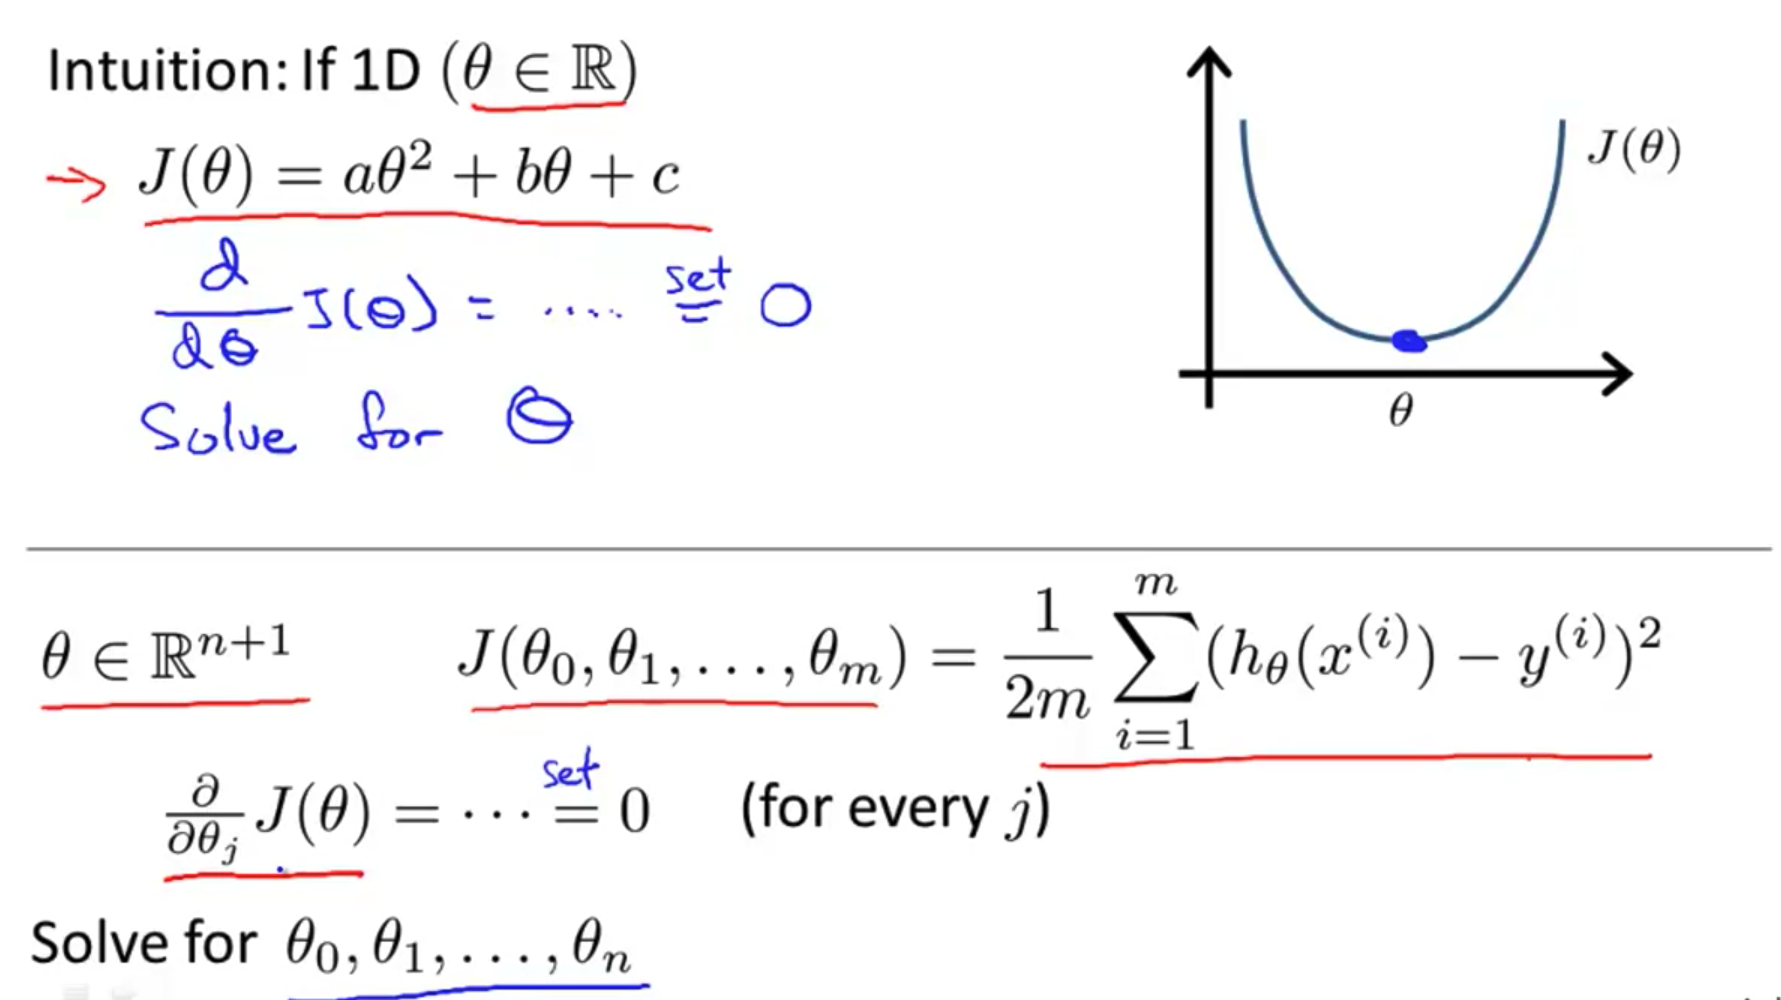 Intuition: If 1D (θ ∈ ℝ)
→ J(θ) = aθ² + bθ + c
d/dθ J(θ) = .... set = 0
Solve for θ
J(θ)
θ
θ ∈ ℝⁿ⁺¹ J(θ₀, θ₁, . . . , θₘ) = 1/2m ∑ᵢ₌₁ᵐ (h_θ(x⁽ⁱ⁾) − y⁽ⁱ⁾)²
∂/∂θⱼ J(θ) = ··· set = 0 (for every j)
Solve for θ₀, θ₁, . . . , θₙ